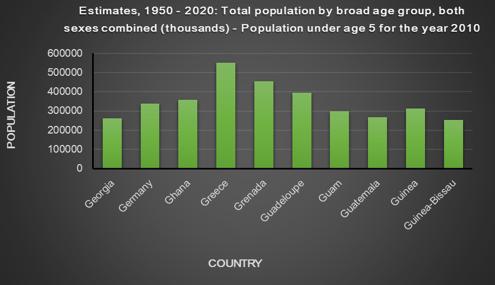 Estimates, 1950 - 2020: Total population by broad age group, both
sexes combined (thousands) - Population under age 5 for the year 2010
POPULATION
600000
500000
400000
300000
200000
100000
0
Georgia
Germany
Ghana
Greece
Grenada
Guadeloupe
Guam
Guatemala
Guinea
Guinea-Bissau
COUNTRY